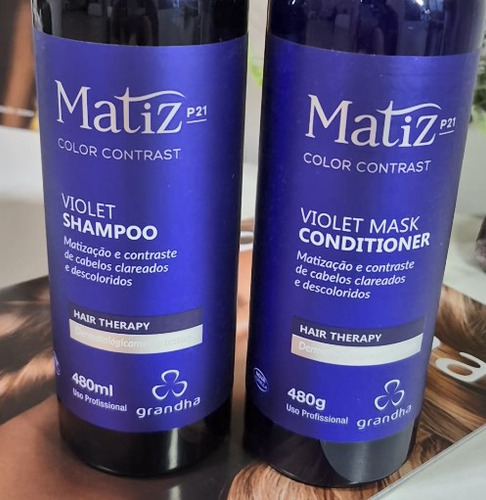 Matiz P21
COLOR CONTRAST
VIOLET
SHAMPOO
Matização e contraste
de cabelos clareados
e descoloridos
HAIR THERAPY
480ml
Uso Profissional
grandha
Matiz P21
COLOR CONTRAST
VIOLET MASK
CONDITIONER
Matização e contraste
de cabelos clareados
e descoloridos
HAIR THERAPY
480g
Uso Profissional
grandha